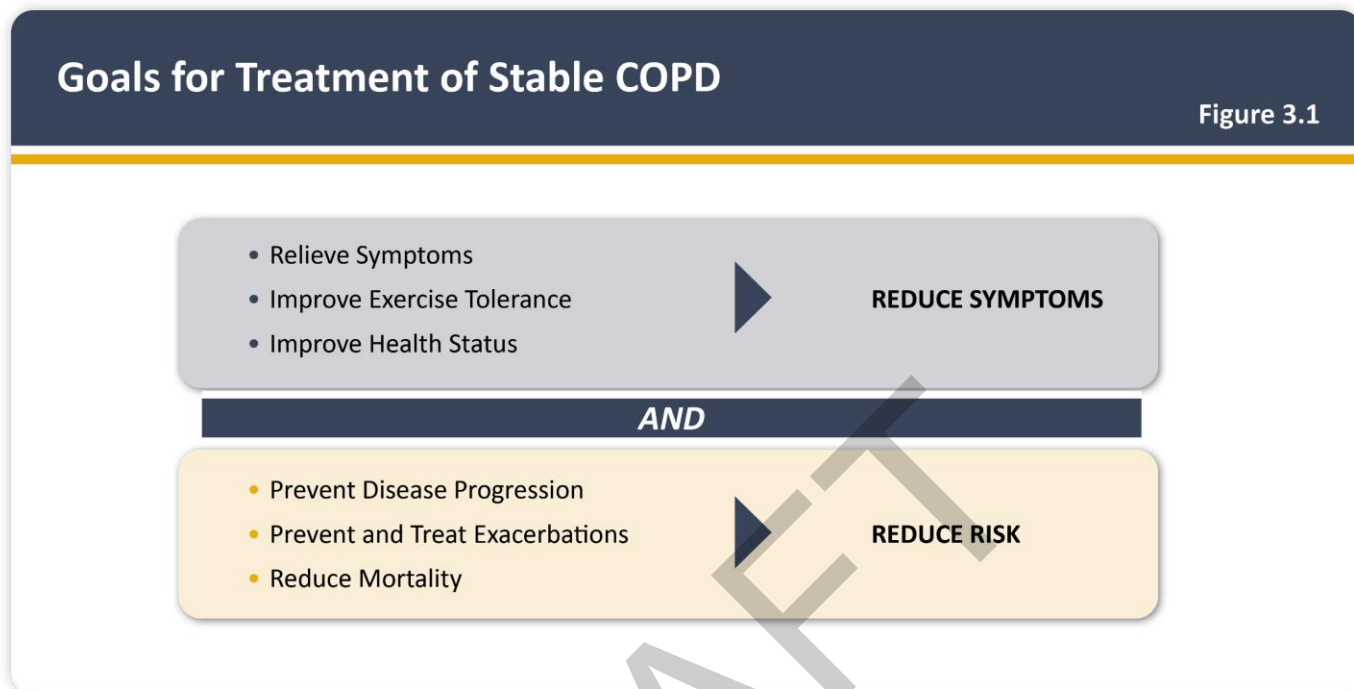 Goals for Treatment of Stable COPD
Figure 3.1
• Relieve Symptoms
• Improve Exercise Tolerance
• Improve Health Status
REDUCE SYMPTOMS
AND
• Prevent Disease Progression
• Prevent and Treat Exacerbations
• Reduce Mortality
REDUCE RISK
AFT